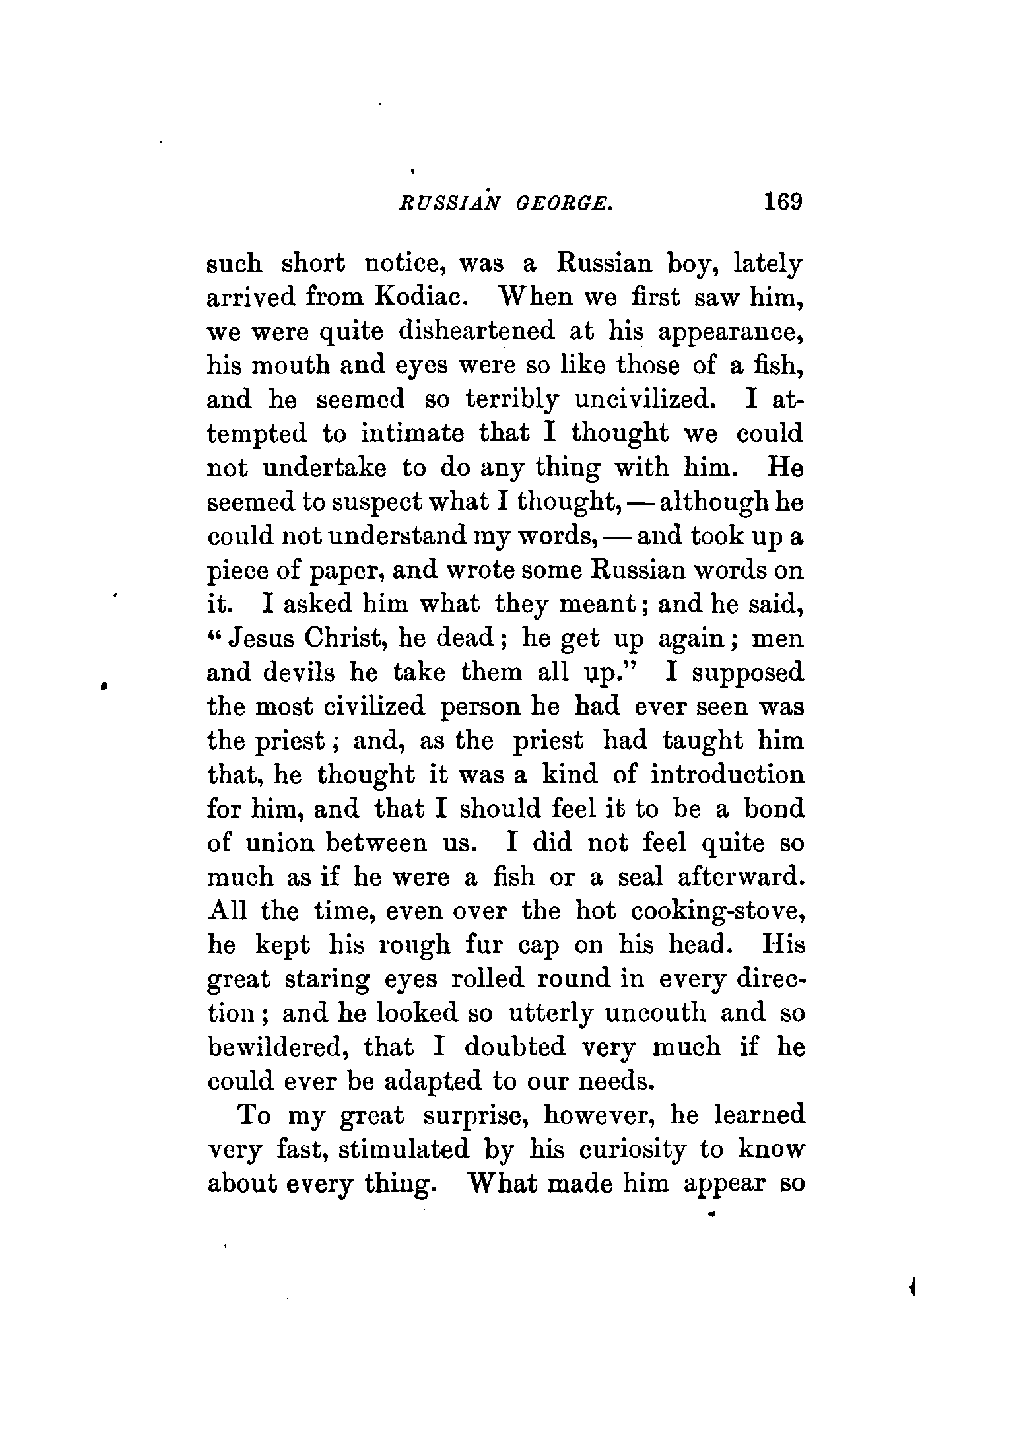 RUSSIAN GEORGE. 169
such short notice, was a Russian boy, lately
arrived from Kodiac. When we first saw him,
we were quite disheartened at his appearance,
his mouth and eyes were so like those of a fish,
and he seemed so terribly uncivilized. I at-
tempted to intimate that I thought we could
not undertake to do any thing with him. He
seemed to suspect what I thought, — although he
could not understand my words, — and took up a
piece of paper, and wrote some Russian words on
it. I asked him what they meant; and he said,
“Jesus Christ, he dead; he get up again; men
and devils he take them all up.” I supposed
the most civilized person he had ever seen was
the priest; and, as the priest had taught him
that, he thought it was a kind of introduction
for him, and that I should feel it to be a bond
of union between us. I did not feel quite so
much as if he were a fish or a seal afterward.
All the time, even over the hot cooking-stove,
he kept his rough fur cap on his head. His
great staring eyes rolled round in every direc-
tion; and he looked so utterly uncouth and so
bewildered, that I doubted very much if he
could ever be adapted to our needs.
To my great surprise, however, he learned
very fast, stimulated by his curiosity to know
about every thing. What made him appear so